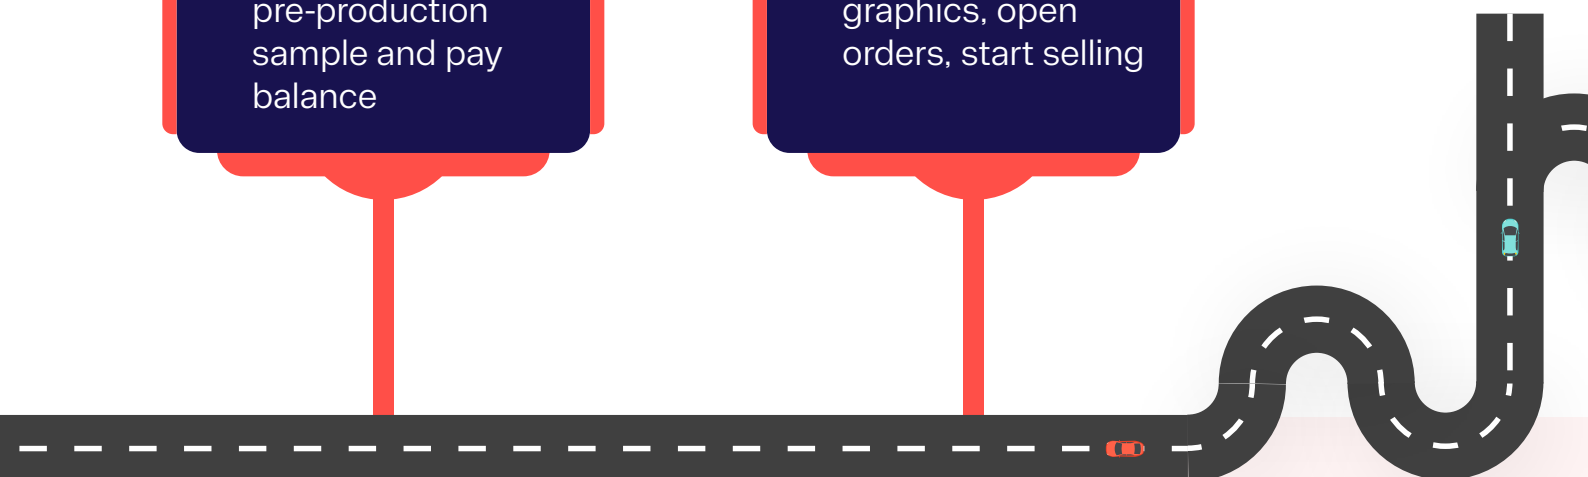 pre-production
sample and pay
balance
graphics, open
orders, start selling